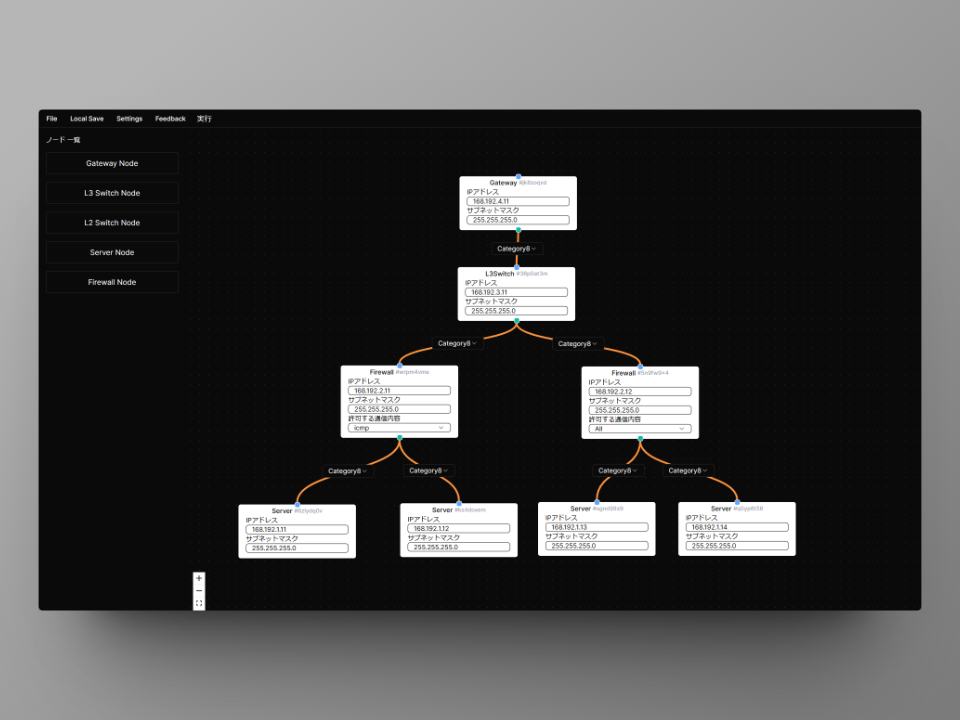 File Local Save Settings Feedback 実行
ノード一覧
Gateway Node
L3 Switch Node
L2 Switch Node
Server Node
Firewall Node
Gateway
IPアドレス
168.192.4.11
サブネットマスク
255.255.255.0
Category8
L3Switch
IPアドレス
168.192.3.11
サブネットマスク
255.255.255.0
Category8
Category8
Firewall
IPアドレス
168.192.2.11
サブネットマスク
255.255.255.0
許可する通信内容
icmp
Firewall
IPアドレス
168.192.2.12
サブネットマスク
255.255.255.0
許可する通信内容
All
Category8
Category8
Category8
Category8
Server
IPアドレス
168.192.1.11
サブネットマスク
255.255.255.0
Server
IPアドレス
168.192.1.12
サブネットマスク
255.255.255.0
Server
IPアドレス
168.192.1.13
サブネットマスク
255.255.255.0
Server
IPアドレス
168.192.1.14
サブネットマスク
255.255.255.0